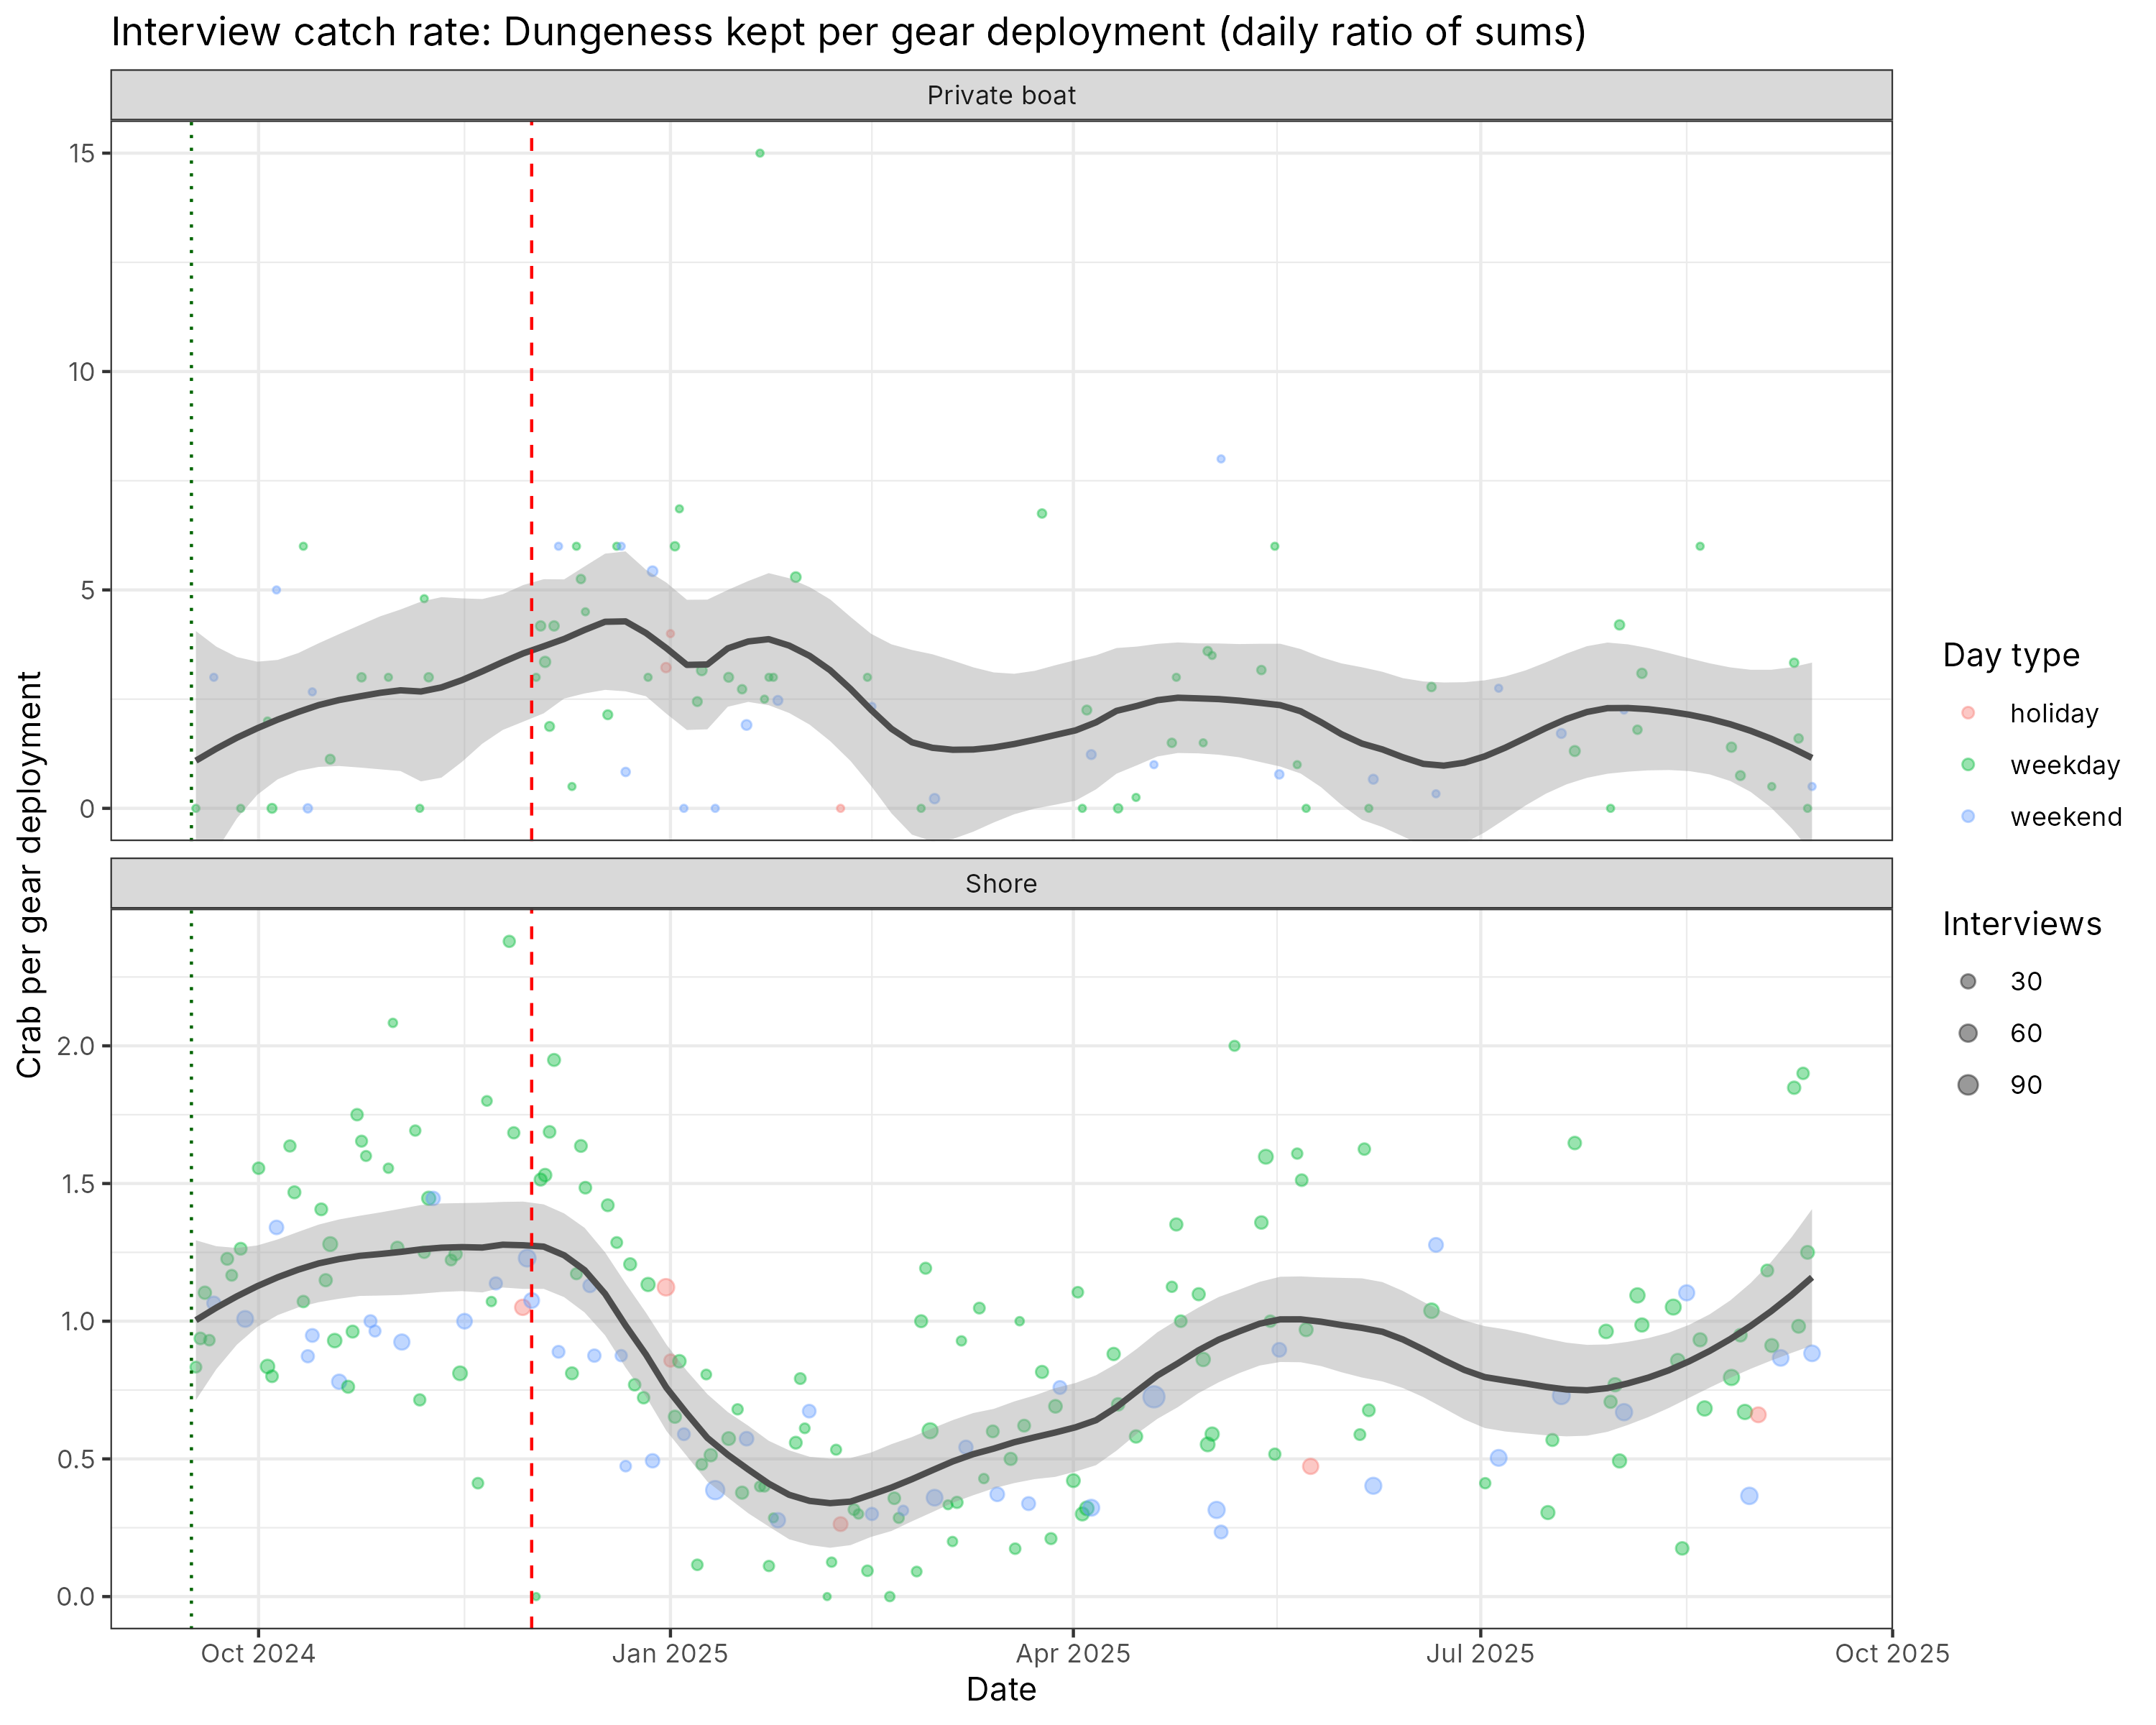 Interview catch rate: Dungeness kept per gear deployment (daily ratio of sums)
Private boat
15
10
5
0
Shore
2.0
1.5
1.0
0.5
0.0
Crab per gear deployment
Oct 2024
Jan 2025
Apr 2025
Jul 2025
Oct 2025
Date
Day type
holiday
weekday
weekend
Interviews
30
60
90